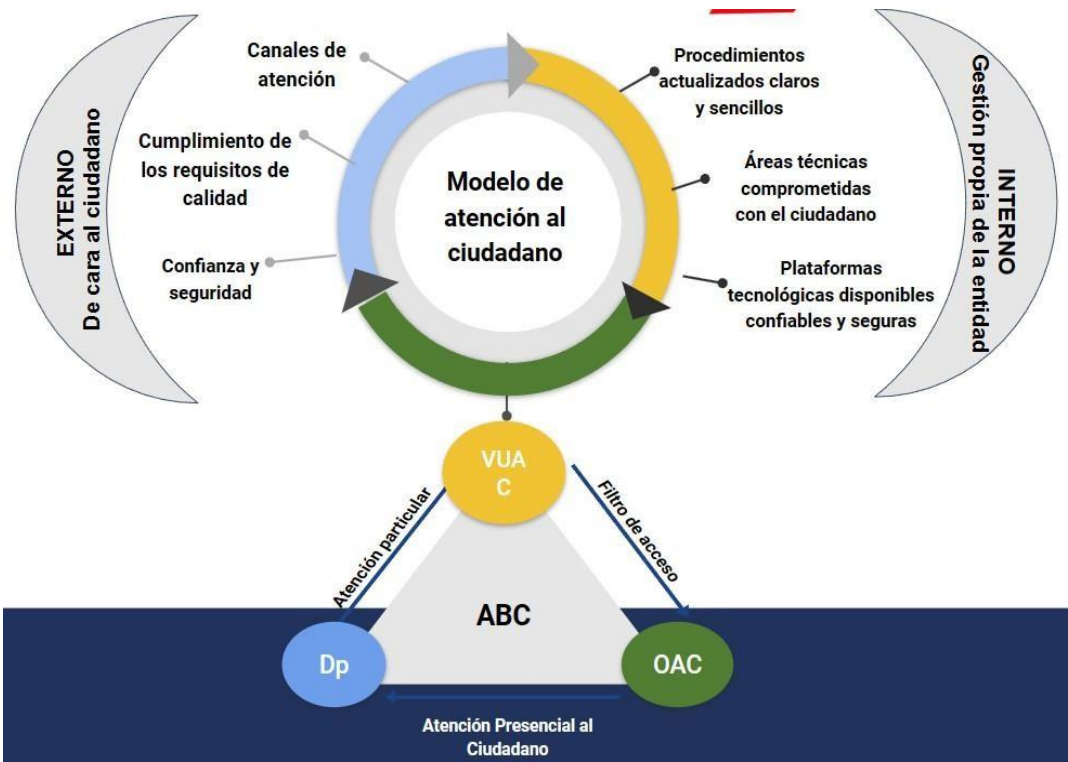 EXTERNO
De cara al ciudadano
Canales de
atención
Cumplimiento de
los requisitos de
calidad
Confianza y
seguridad
Modelo de
atención al
ciudadano
Procedimientos
actualizados claros
y sencillos
Áreas técnicas
comprometidas
con el ciudadano
Plataformas
tecnológicas disponibles
confiables y seguras
INTERNO
Gestión propia de la entidad
VUA
C
Atención particular
Filtro de acceso
ABC
Dp
OAC
Atención Presencial al
Ciudadano